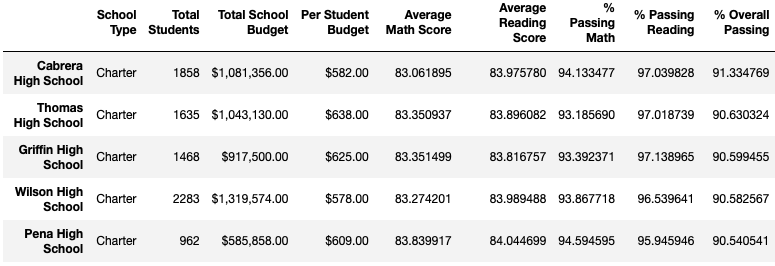 School Type Total Students Total School Budget Per Student Budget Average Math Score Average Reading Score % Passing Math % Passing Reading % Overall Passing
Cabrera High School Charter 1858 $1,081,356.00 $582.00 83.061895 83.975780 94.133477 97.039828 91.334769
Thomas High School Charter 1635 $1,043,130.00 $638.00 83.350937 83.896082 93.185690 97.018739 90.630324
Griffin High School Charter 1468 $917,500.00 $625.00 83.351499 83.816757 93.392371 97.138965 90.599455
Wilson High School Charter 2283 $1,319,574.00 $578.00 83.274201 83.989488 93.867718 96.539641 90.582567
Pena High School Charter 962 $585,858.00 $609.00 83.839917 84.044699 94.594595 95.945946 90.540541